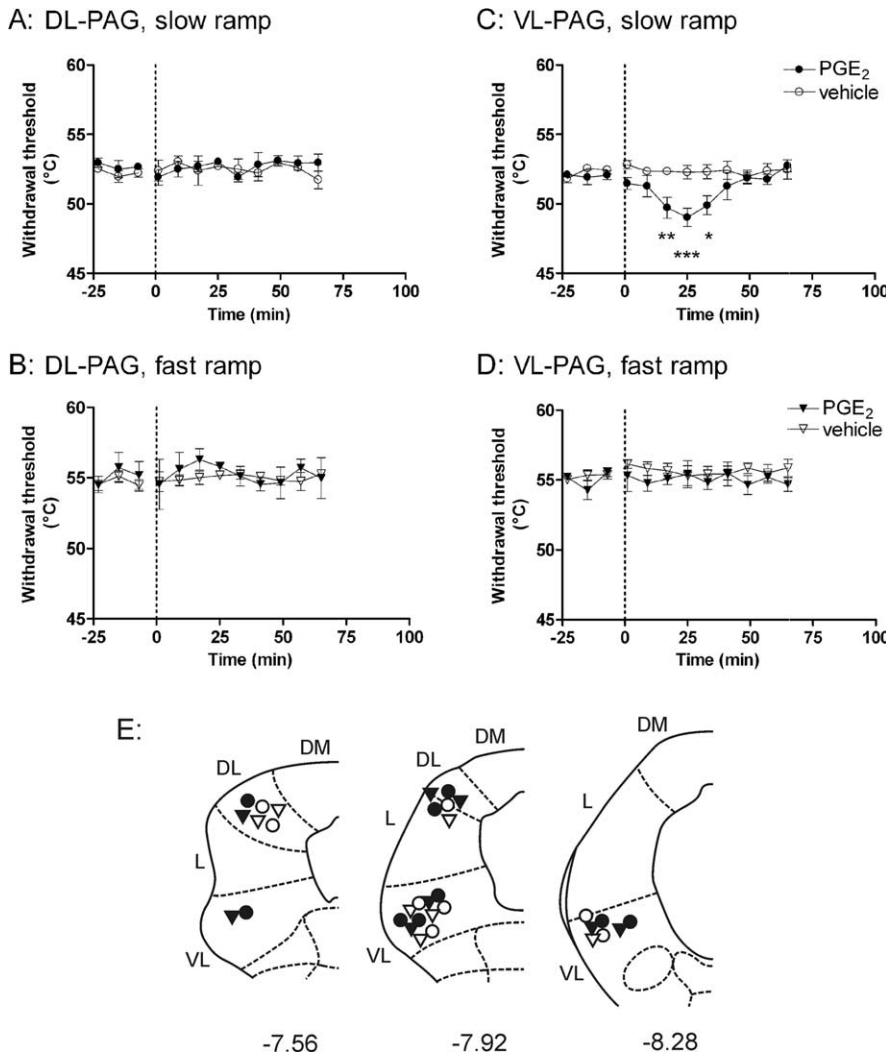 A: DL-PAG, slow ramp
60
55
50
45
Withdrawal threshold
(°C)
-25 0 25 50 75 100
Time (min)
C: VL-PAG, slow ramp
PGE₂
vehicle
60
55
50
45
Withdrawal threshold
(°C)
**
***
*
-25 0 25 50 75 100
Time (min)
B: DL-PAG, fast ramp
60
55
50
45
Withdrawal threshold
(°C)
-25 0 25 50 75 100
Time (min)
D: VL-PAG, fast ramp
PGE₂
vehicle
60
55
50
45
Withdrawal threshold
(°C)
-25 0 25 50 75 100
Time (min)
E:
DM
DL
L
VL
-7.56
DM
DL
L
VL
-7.92
DM
L
VL
-8.28